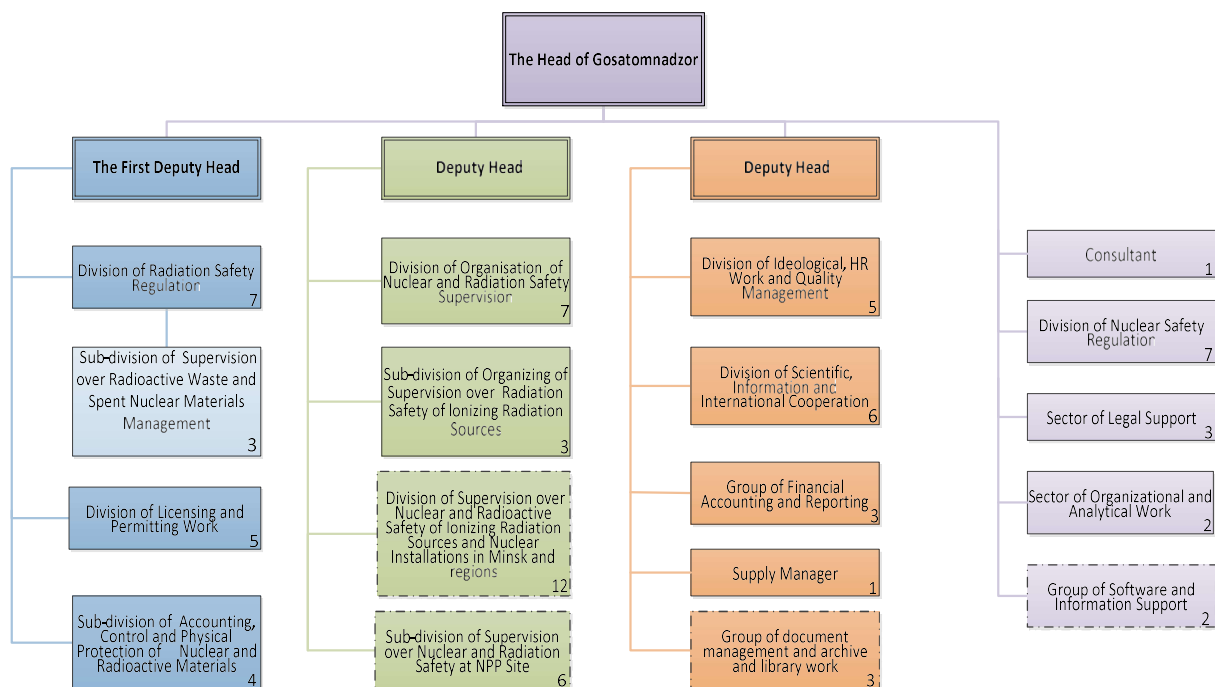 The Head of Gosatomnadzor
The First Deputy Head
Division of Radiation Safety
Regulation
7
Sub-division of Supervision
over Radioactive Waste and
Spent Nuclear Materials
Management
3
Division of Licensing and
Permitting Work
5
Sub-division of Accounting,
Control and Physical
Protection of Nuclear and
Radioactive Materials
4
Deputy Head
Division of Organisation of
Nuclear and Radiation Safety
Supervision
7
Sub-division of Organizing of
Supervision over Radiation
Safety of Ionizing Radiation
Sources
3
Division of Supervision over
Nuclear and Radioactive
Safety of Ionizing Radiation
Sources and Nuclear
Installations in Minsk and
regions
12
Sub-division of Supervision
over Nuclear and Radiation
Safety at NPP Site
6
Deputy Head
Division of Ideological, HR
Work and Quality
Management
5
Division of Scientific,
Information and
International Cooperation
6
Group of Financial
Accounting and Reporting
3
Supply Manager
1
Group of document
management and archive
and library work
3
Consultant
1
Division of Nuclear Safety
Regulation
7
Sector of Legal Support
3
Sector of Organizational and
Analytical Work
2
Group of Software and
Information Support
2